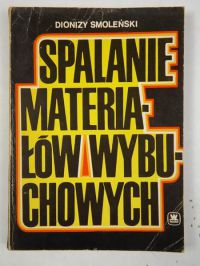 DIONIZY SMOLEŃSKI
SPALANIE
MATERIA-
ŁÓW WYBU-
CHOWYCH